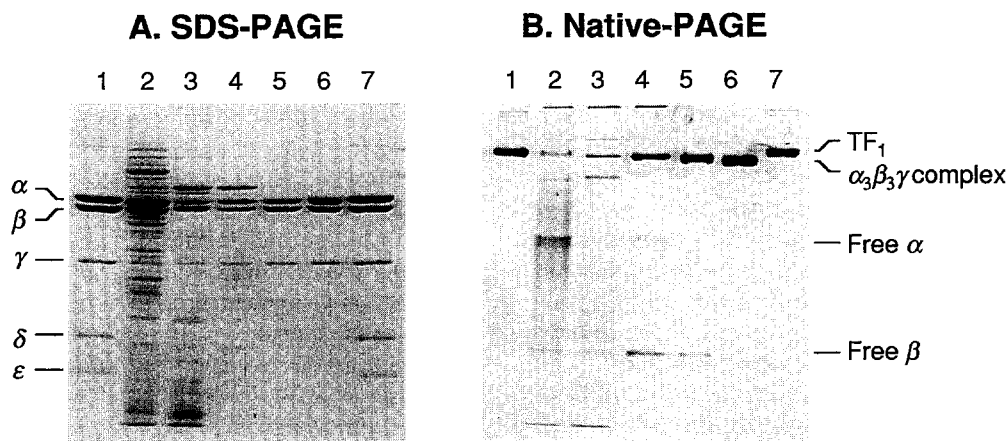 A. SDS-PAGE
1 2 3 4 5 6 7
α
β
γ
δ
ε
B. Native-PAGE
1 2 3 4 5 6 7
TF₁
α₃β₃γ complex
Free α
Free β